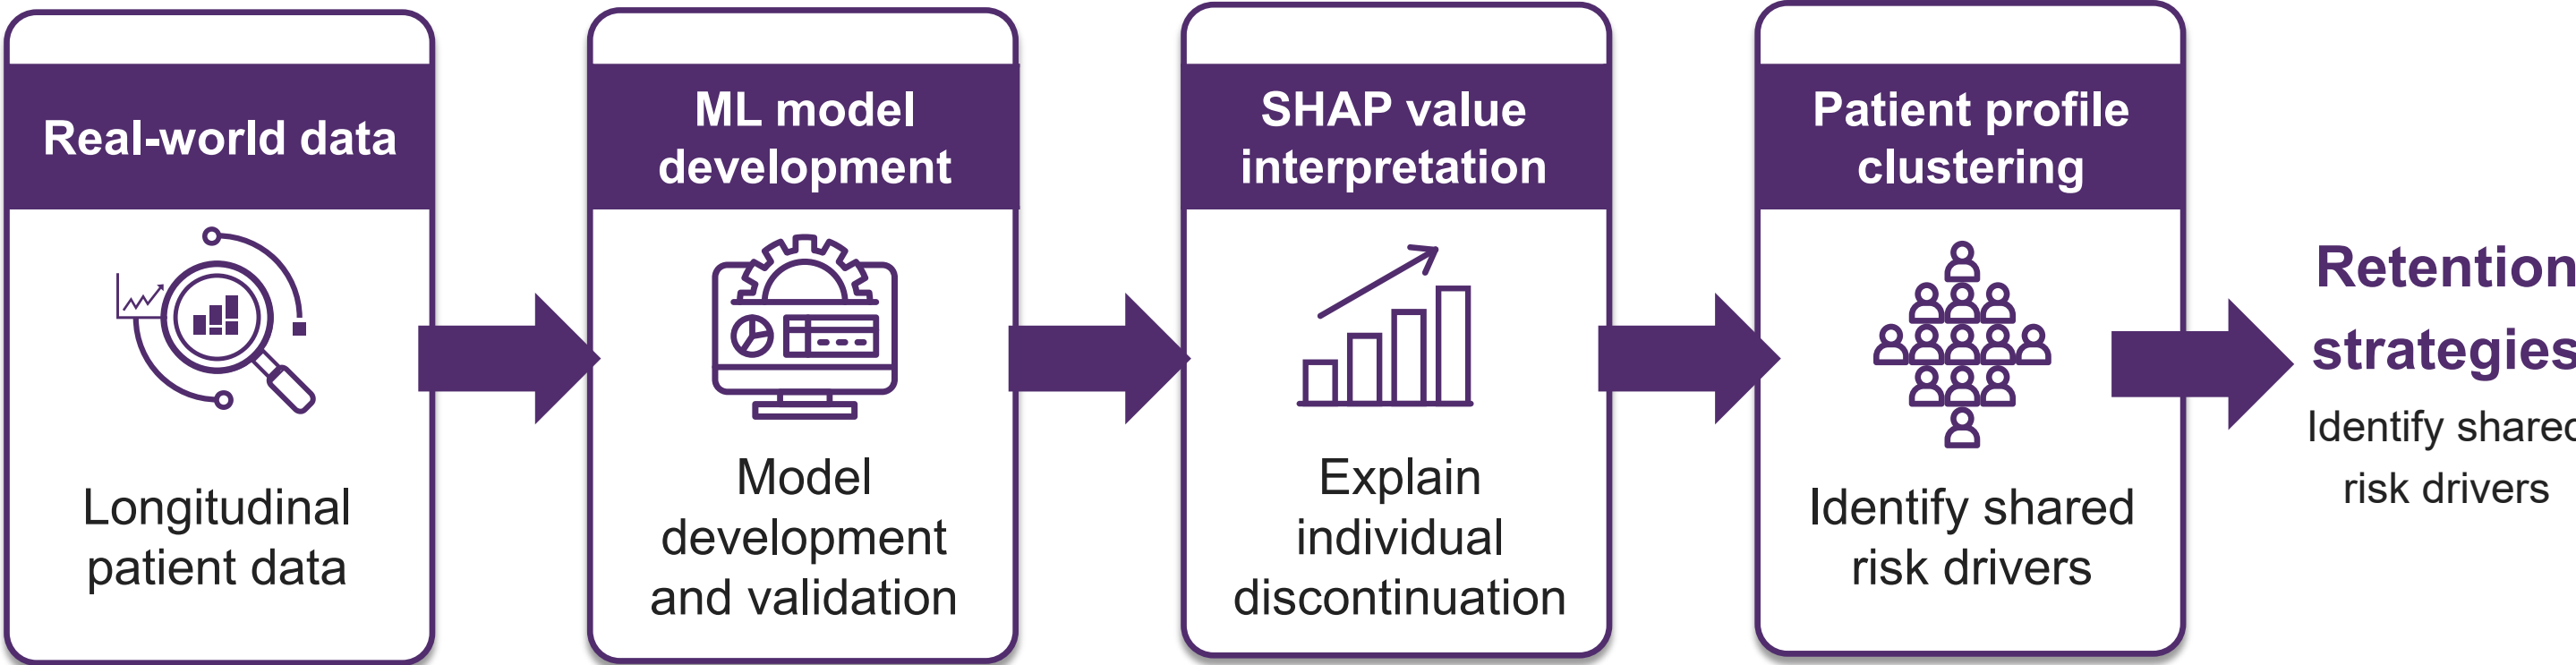 Real-world data
Longitudinal
patient data
ML model
development
Model
development
and validation
SHAP value
interpretation
Explain
individual
discontinuation
Patient profile
clustering
Identify shared
risk drivers
Retention
strategies
Identify shared
risk drivers